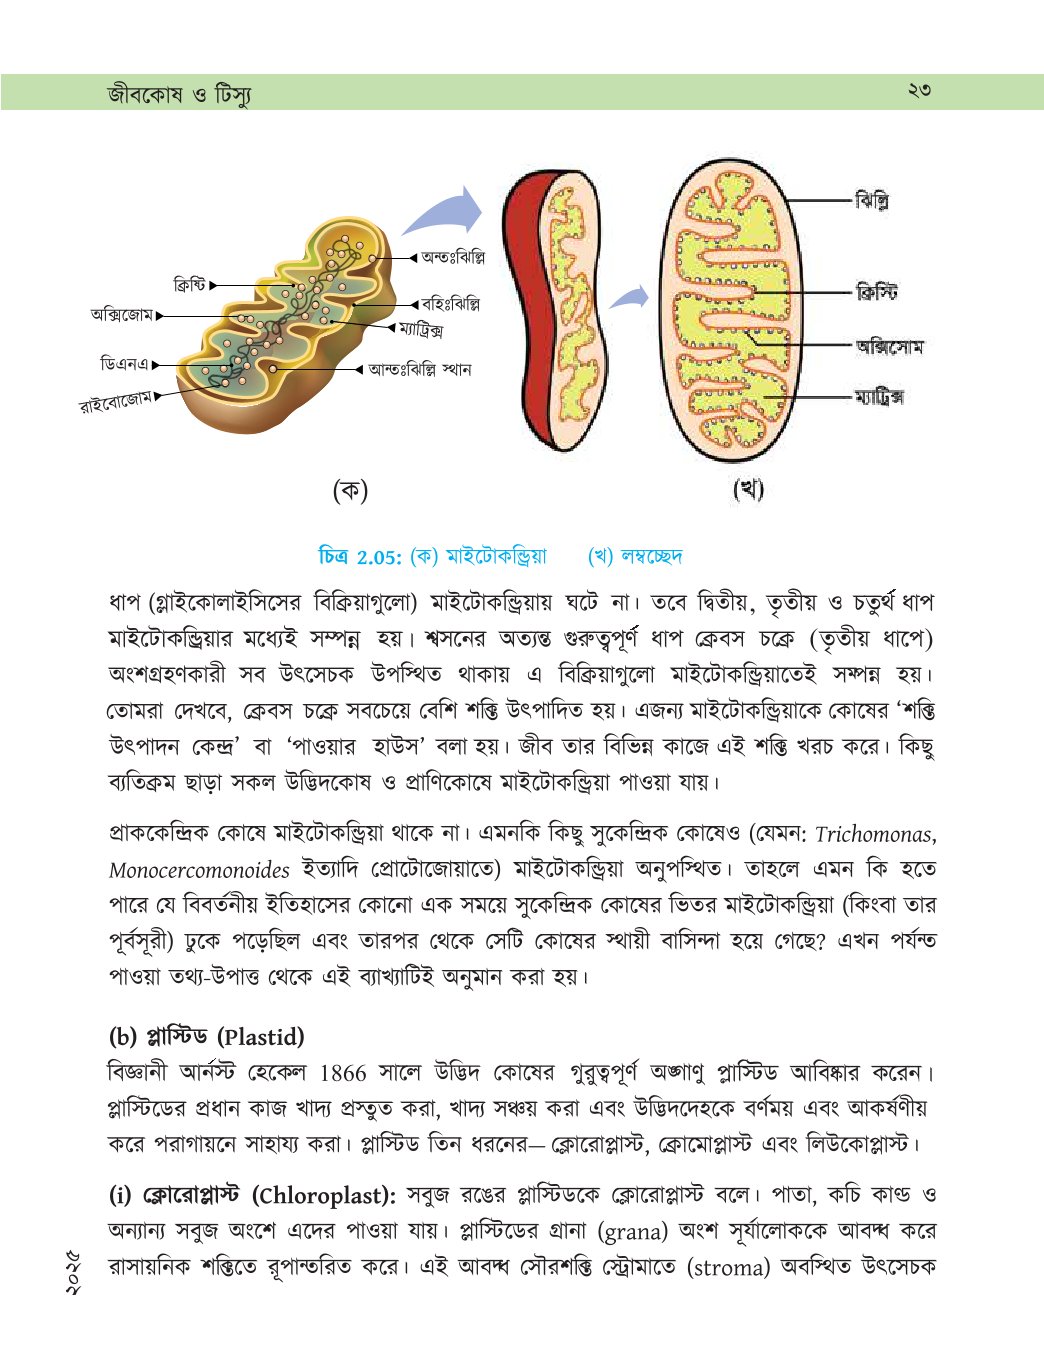 জীবকোষ ও টিস্যু
২৩
অন্তঃঝিল্লি
ক্রিষ্টি
বহিঃঝিল্লি
অক্সিজোম
ম্যাট্রিক্স
ডিএনএ
আন্তঃঝিল্লি স্থান
রাইবোজোম
ঝিল্লি
ক্রিস্টি
অক্সিসোম
ম্যাট্রিক্স
(ক)
(খ)
চিত্র 2.05: (ক) মাইটোকন্ড্রিয়া (খ) লম্বচ্ছেদ
ধাপ (গ্লাইকোলাইসিসের বিক্রিয়াগুলো) মাইটোকন্ড্রিয়ায় ঘটে না। তবে দ্বিতীয়, তৃতীয় ও চতুর্থ ধাপ
মাইটোকন্ড্রিয়ার মধ্যেই সম্পন্ন হয়। শ্বসনের অত্যন্ত গুরুত্বপূর্ণ ধাপ ক্রেবস চক্রে (তৃতীয় ধাপে)
অংশগ্রহণকারী সব উৎসেচক উপস্থিত থাকায় এ বিক্রিয়াগুলো মাইটোকন্ড্রিয়াতেই সম্পন্ন হয়।
তোমরা দেখবে, ক্রেবস চক্রে সবচেয়ে বেশি শক্তি উৎপাদিত হয়। এজন্য মাইটোকন্ড্রিয়াকে কোষের ‘শক্তি
উৎপাদন কেন্দ্র’ বা ‘পাওয়ার হাউস’ বলা হয়। জীব তার বিভিন্ন কাজে এই শক্তি খরচ করে। কিছু
ব্যতিক্রম ছাড়া সকল উদ্ভিদকোষ ও প্রাণিকোষে মাইটোকন্ড্রিয়া পাওয়া যায়।
প্রাককেন্দ্রিক কোষে মাইটোকন্ড্রিয়া থাকে না। এমনকি কিছু সুকেন্দ্রিক কোষেও (যেমন: Trichomonas,
Monocercomonoides ইত্যাদি প্রোটোজোয়াতে) মাইটোকন্ড্রিয়া অনুপস্থিত। তাহলে এমন কি হতে
পারে যে বিবর্তনীয় ইতিহাসের কোনো এক সময়ে সুকেন্দ্রিক কোষের ভিতর মাইটোকন্ড্রিয়া (কিংবা তার
পূর্বসূরী) ঢুকে পড়েছিল এবং তারপর থেকে সেটি কোষের স্থায়ী বাসিন্দা হয়ে গেছে? এখন পর্যন্ত
পাওয়া তথ্য-উপাত্ত থেকে এই ব্যাখ্যাটিই অনুমান করা হয়।
(b) প্লাস্টিড (Plastid)
বিজ্ঞানী আর্নস্ট হেকেল 1866 সালে উদ্ভিদ কোষের গুরুত্বপূর্ণ অঙ্গাণু প্লাস্টিড আবিষ্কার করেন।
প্লাস্টিডের প্রধান কাজ খাদ্য প্রস্তুত করা, খাদ্য সঞ্চয় করা এবং উদ্ভিদদেহকে বর্ণময় এবং আকর্ষণীয়
করে পরাগায়নে সাহায্য করা। প্লাস্টিড তিন ধরনের— ক্লোরোপ্লাস্ট, ক্রোমোপ্লাস্ট এবং লিউকোপ্লাস্ট।
(i) ক্লোরোপ্লাস্ট (Chloroplast): সবুজ রঙের প্লাস্টিডকে ক্লোরোপ্লাস্ট বলে। পাতা, কচি কাণ্ড ও
অন্যান্য সবুজ অংশে এদের পাওয়া যায়। প্লাস্টিডের গ্রানা (grana) অংশ সূর্যালোককে আবদ্ধ করে
রাসায়নিক শক্তিতে রূপান্তরিত করে। এই আবদ্ধ সৌরশক্তি স্ট্রোমাতে (stroma) অবস্থিত উৎসেচক
২০২৫